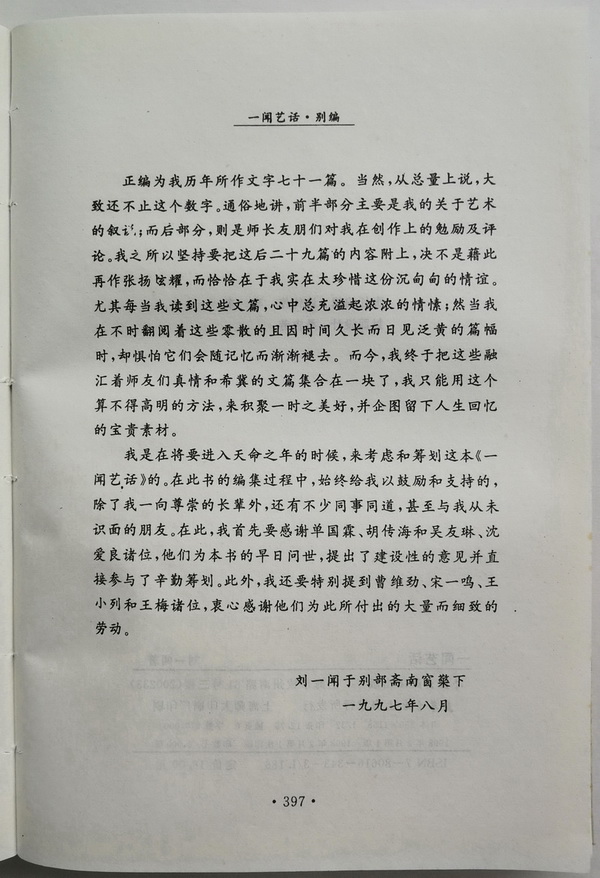 一闻艺话·别编
正编为我历年所作文字七十一篇。当然，从总量上说，大
致还不止这个数字。通俗地讲，前半部分主要是我的关于艺术
的叙；而后部分，则是师长友朋们对我在创作上的勉励及评
论。我之所以坚持要把这后二十九篇的内容附上，决不是藉此
再作张扬炫耀，而恰恰在于我实在太珍惜这份沉甸甸的情谊。
尤其每当我读到这些文篇，心中总充溢起浓浓的情愫；然当我
在不时翻阅着这些零散的且因时间久长而日见泛黄的篇幅
时，却惧怕它们会随记忆而渐渐褪去。而今，我终于把这些融
汇着师友们真情和希冀的文篇集合在一块了，我只能用这个
算不得高明的方法，来积聚一时之美好，并企图留下人生回忆
的宝贵素材。
我是在将要进入天命之年的时候，来考虑和筹划这本《一
闻艺话》的。在此书的编集过程中，始终给我以鼓励和支持的，
除了我一向尊崇的长辈外，还有不少同事同道，甚至与我从未
识面的朋友。在此，我首先要感谢单国霖、胡传海和吴友琳、沈
爱良诸位，他们为本书的早日问世，提出了建设性的意见并直
接参与了辛勤筹划。此外，我还要特别提到曹维劲、宋一鸣、王
小列和王梅诸位，衷心感谢他们为此所付出的大量而细致的
劳动。
刘一闻于别部斋南窗檠下
一九九七年八月
·397·